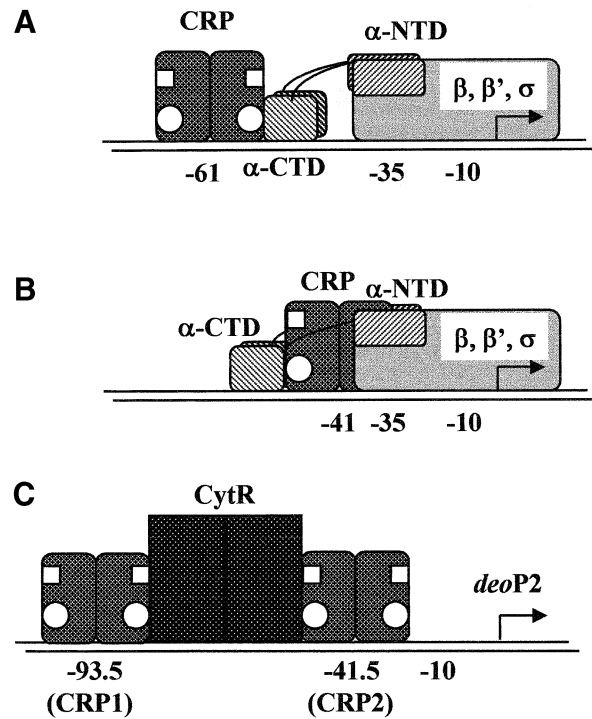 A
CRP
α-NTD
β, β’, σ
-61 α-CTD -35 -10
B
CRP α-NTD
α-CTD
β, β’, σ
-41 -35 -10
C
CytR
deoP2
-93.5 -41.5 -10
(CRP1) (CRP2)